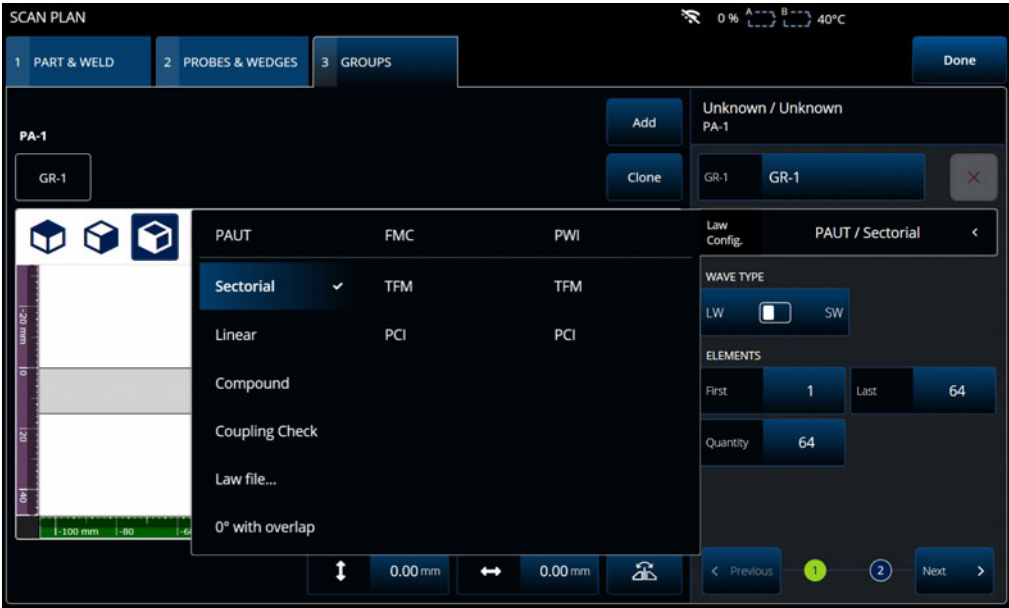 SCAN PLAN
0 % A B 40°C
1 PART & WELD 2 PROBES & WEDGES 3 GROUPS Done
PA-1
Add
GR-1
Clone
Unknown / Unknown
PA-1
GR-1 GR-1
Law Config. PAUT / Sectorial
PAUT FMC PWI
Sectorial TFM TFM
Linear PCI PCI
Compound
Coupling Check
Law file...
0° with overlap
WAVE TYPE
LW SW
ELEMENTS
First 1 Last 64
Quantity 64
-20 mm
0
20
40
-100 mm -80
0.00 mm 0.00 mm
Previous 1 2 Next